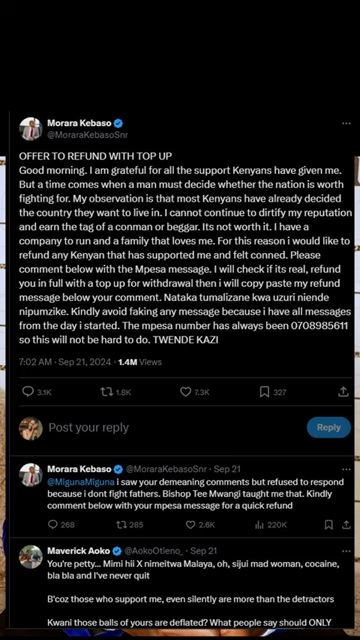 Morara Kebaso
@MoraraKebasoSnr
OFFER TO REFUND WITH TOP UP
Good morning. I am grateful for all the support Kenyans have given me.
But a time comes when a man must decide whether the nation is worth
fighting for. My observation is that most Kenyans have already decided
the country they want to live in. I cannot continue to dirtify my reputation
and earn the tag of a conman or beggar. Its not worth it. I have a
company to run and a family that loves me. For this reason i would like to
refund any Kenyan that has supported me and felt conned. Please
comment below with the Mpesa message. I will check if its real, refund
you in full with a top up for withdrawal then i will copy paste my refund
message below your comment. Nataka tumalizane kwa uzuri niende
nipumzike. Kindly avoid faking any message because i have all messages
from the day i started. The mpesa number has always been 0708985611
so this will not be hard to do. TWENDE KAZI
7:02 AM · Sep 21, 2024 · 1.4M Views
3.1K 1.8K 7.3K 327
Post your reply
Reply
Morara Kebaso @MoraraKebasoSnr · Sep 21
@MigunaMiguna i saw your demeaning comments but refused to respond
because i dont fight fathers. Bishop Tee Mwangi taught me that. Kindly
comment below with your mpesa message for a quick refund
268 285 2.6K 220K
Maverick Aoko @AokoOtieno_ · Sep 21
You're petty... Mimi hii X nimeitwa Malaya, oh, sijui mad woman, cocaine,
bla bla and I've never quit
B'coz those who support me, even silently are more than the detractors
Kwani those balls of yours are deflated? What people say should ONLY